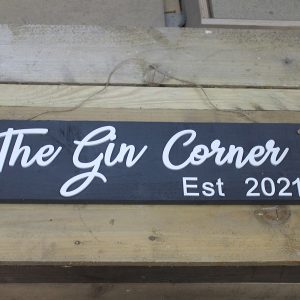 The Gin Corner
Est 2021